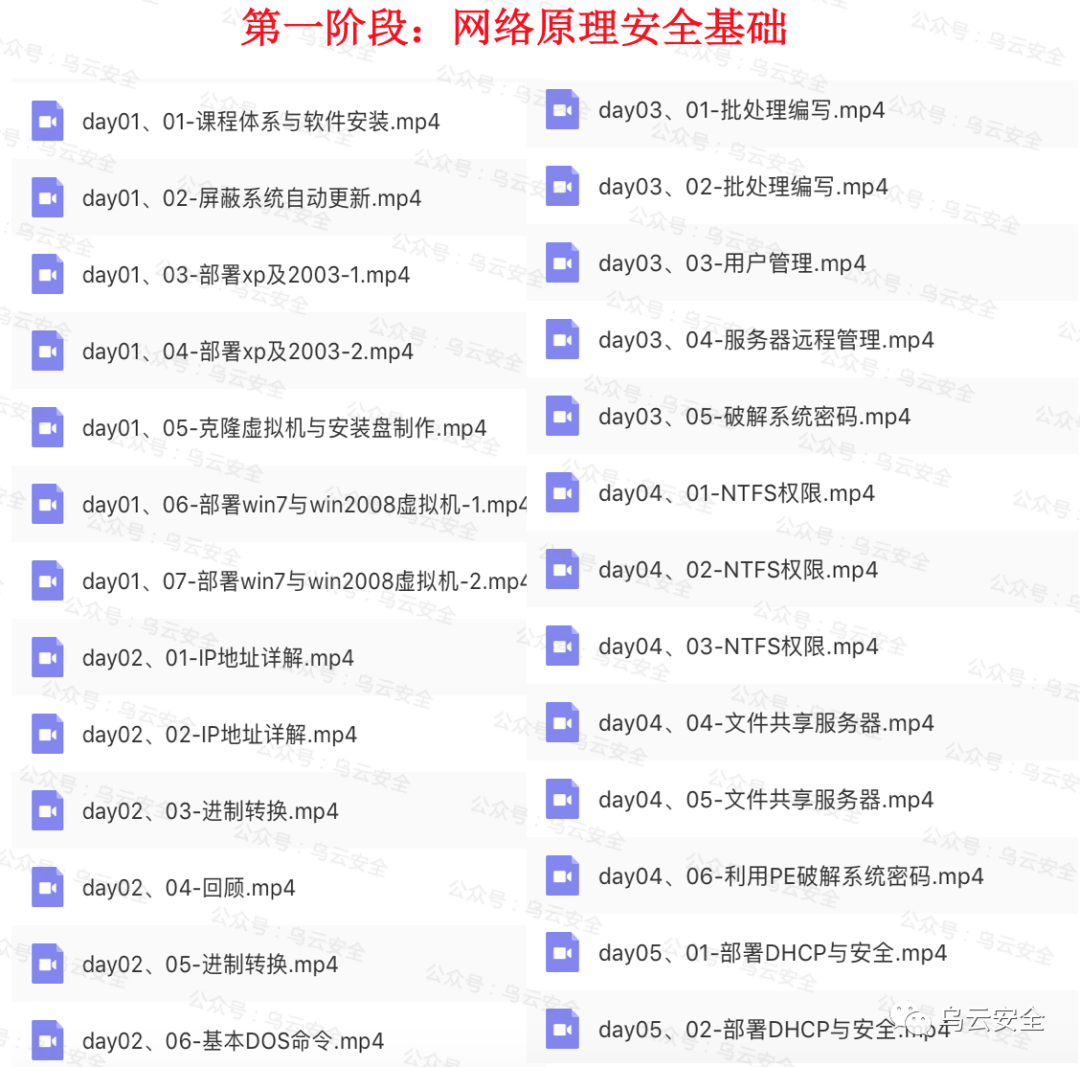 第一阶段：网络原理安全基础
day01、01-课程体系与软件安装.mp4
day01、02-屏蔽系统自动更新.mp4
day01、03-部署xp及2003-1.mp4
day01、04-部署xp及2003-2.mp4
day01、05-克隆虚拟机与安装盘制作.mp4
day01、06-部署win7与win2008虚拟机-1.mp4
day01、07-部署win7与win2008虚拟机-2.mp4
day02、01-IP地址详解.mp4
day02、02-IP地址详解.mp4
day02、03-进制转换.mp4
day02、04-回顾.mp4
day02、05-进制转换.mp4
day02、06-基本DOS命令.mp4
day03、01-批处理编写.mp4
day03、02-批处理编写.mp4
day03、03-用户管理.mp4
day03、04-服务器远程管理.mp4
day03、05-破解系统密码.mp4
day04、01-NTFS权限.mp4
day04、02-NTFS权限.mp4
day04、03-NTFS权限.mp4
day04、04-文件共享服务器.mp4
day04、05-文件共享服务器.mp4
day04、06-利用PE破解系统密码.mp4
day05、01-部署DHCP与安全.mp4
day05、02-部署DHCP与安全.mp4
乌云安全
公众号：乌云安全